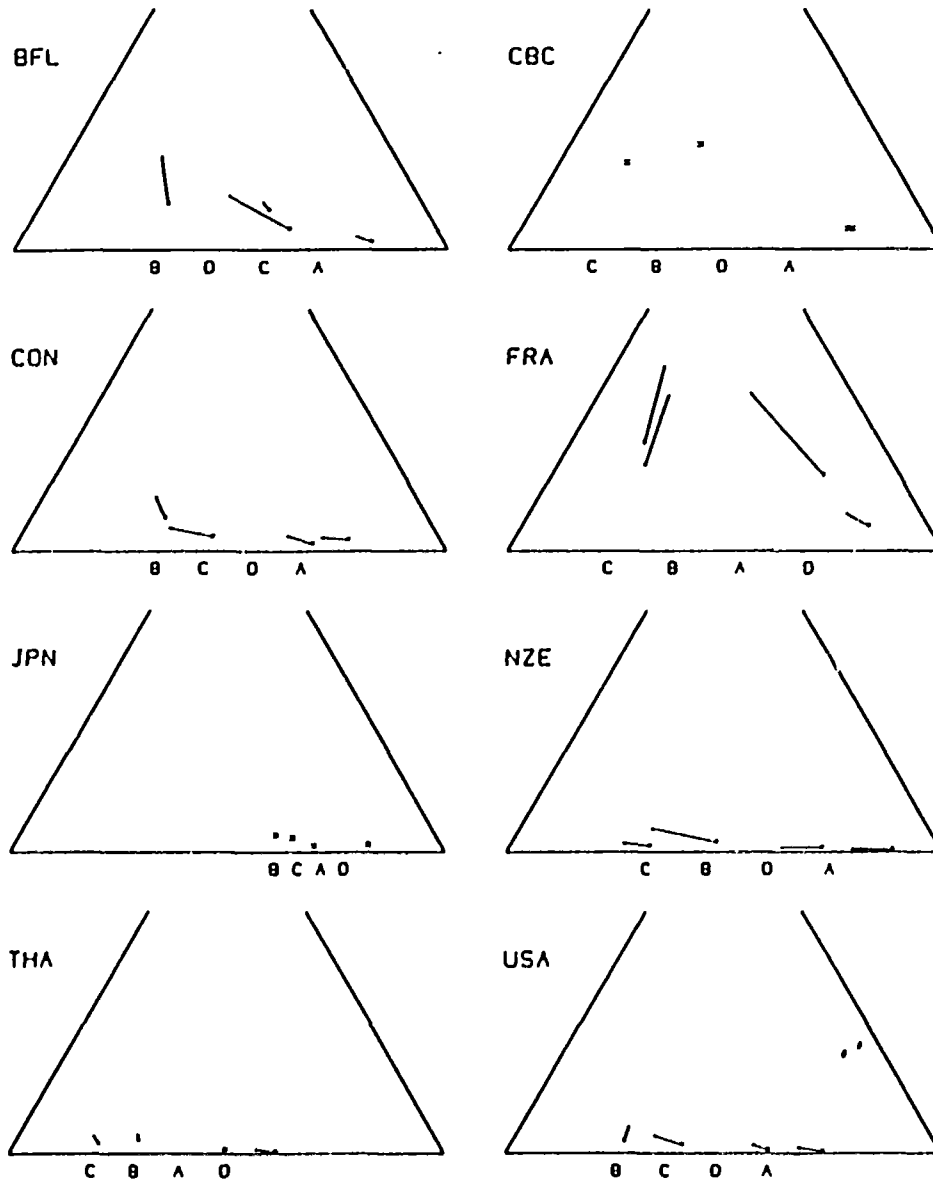 BFL
B D C A
CBC
C B D A
CON
B C D A
FRA
C B A D
JPN
B C A D
NZE
C B D A
THA
C B A D
USA
B C D A